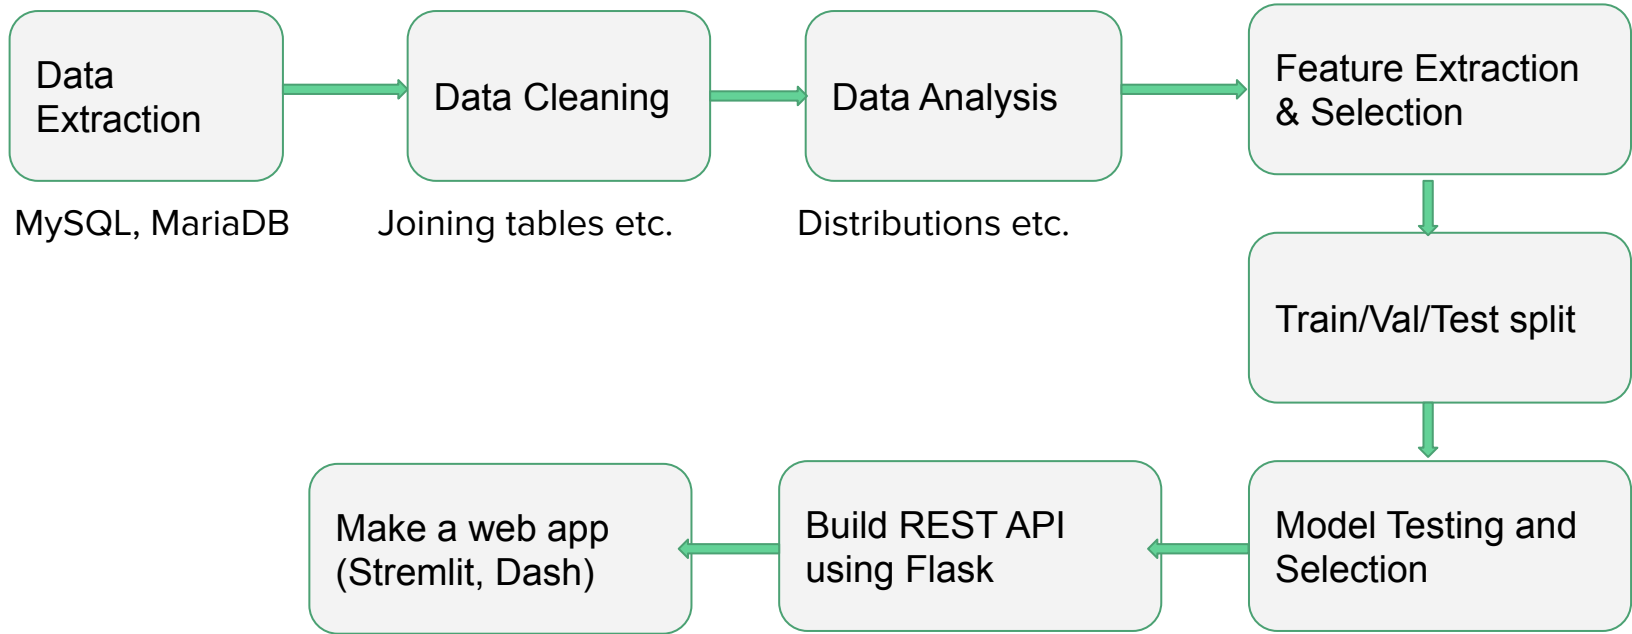 Data
Extraction
Data Cleaning
Data Analysis
Feature Extraction
& Selection
MySQL, MariaDB
Joining tables etc.
Distributions etc.
Train/Val/Test split
Model Testing and
Selection
Build REST API
using Flask
Make a web app
(Stremlit, Dash)